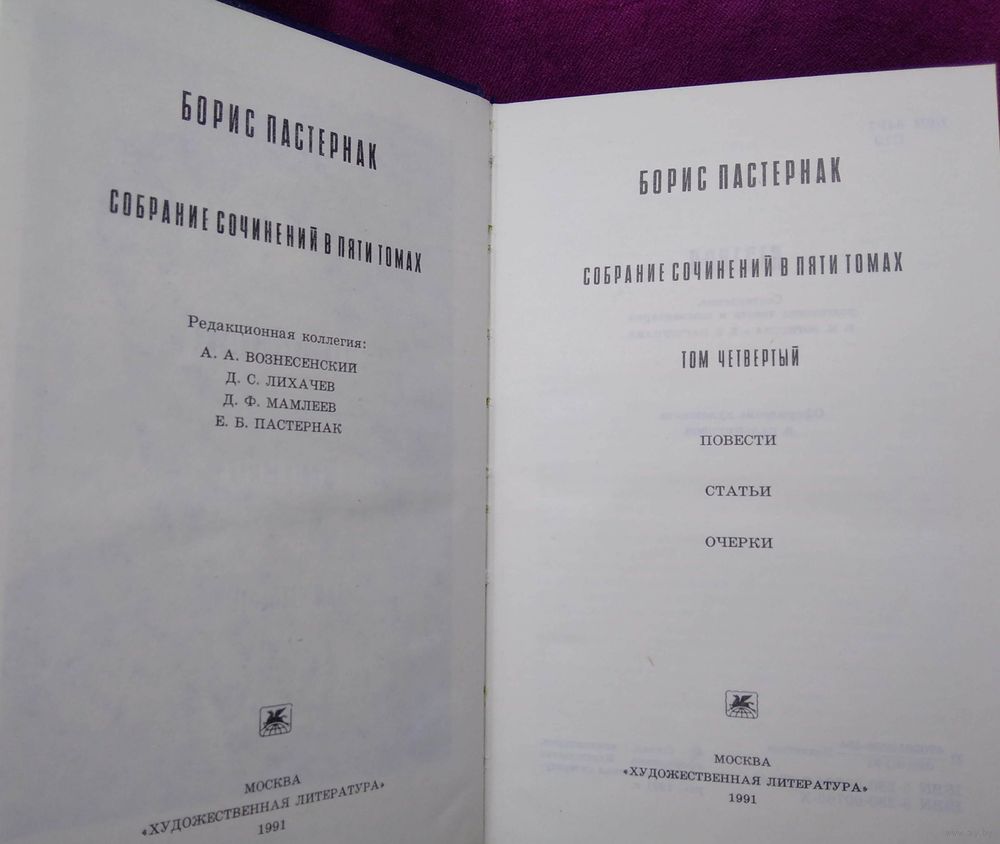 БОРИС ПАСТЕРНАК
СОБРАНИЕ СОЧИНЕНИЙ В ПЯТИ ТОМАХ
Редакционная коллегия:
А. А. ВОЗНЕСЕНСКИЙ
Д. С. ЛИХАЧЕВ
Д. Ф. МАМЛЕЕВ
Е. Б. ПАСТЕРНАК
МОСКВА
«ХУДОЖЕСТВЕННАЯ ЛИТЕРАТУРА»
1991
БОРИС ПАСТЕРНАК
СОБРАНИЕ СОЧИНЕНИЙ В ПЯТИ ТОМАХ
ТОМ ЧЕТВЕРТЫЙ
ПОВЕСТИ
СТАТЬИ
ОЧЕРКИ
МОСКВА
«ХУДОЖЕСТВЕННАЯ ЛИТЕРАТУРА»
1991